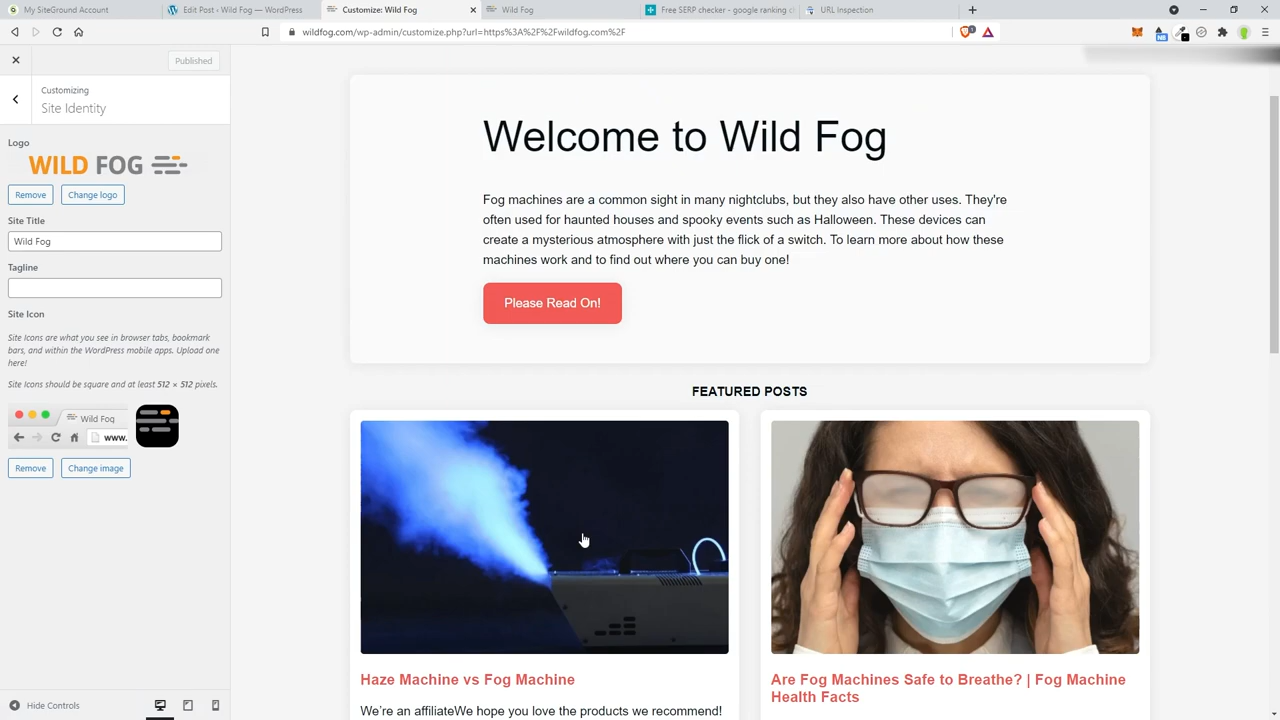 My SiteGround Account
Edit Post ‹ Wild Fog — WordPress
Customize: Wild Fog
Wild Fog
Free SERP checker - google ranking c
URL Inspection
wildfog.com/wp-admin/customize.php?url=https%3A%2F%2Fwildfog.com%2F
Published
Customizing
Site Identity
Logo
WILD FOG
Remove
Change logo
Site Title
Wild Fog
Tagline
Site Icon
Site Icons are what you see in browser tabs, bookmark
bars, and within the WordPress mobile apps. Upload one
here!
Site Icons should be square and at least 512 × 512 pixels.
Wild Fog
www.
Remove
Change image
Hide Controls
Welcome to Wild Fog
Fog machines are a common sight in many nightclubs, but they also have other uses. They're
often used for haunted houses and spooky events such as Halloween. These devices can
create a mysterious atmosphere with just the flick of a switch. To learn more about how these
machines work and to find out where you can buy one!
Please Read On!
FEATURED POSTS
Haze Machine vs Fog Machine
We're an affiliateWe hope you love the products we recommend!
Are Fog Machines Safe to Breathe? | Fog Machine
Health Facts